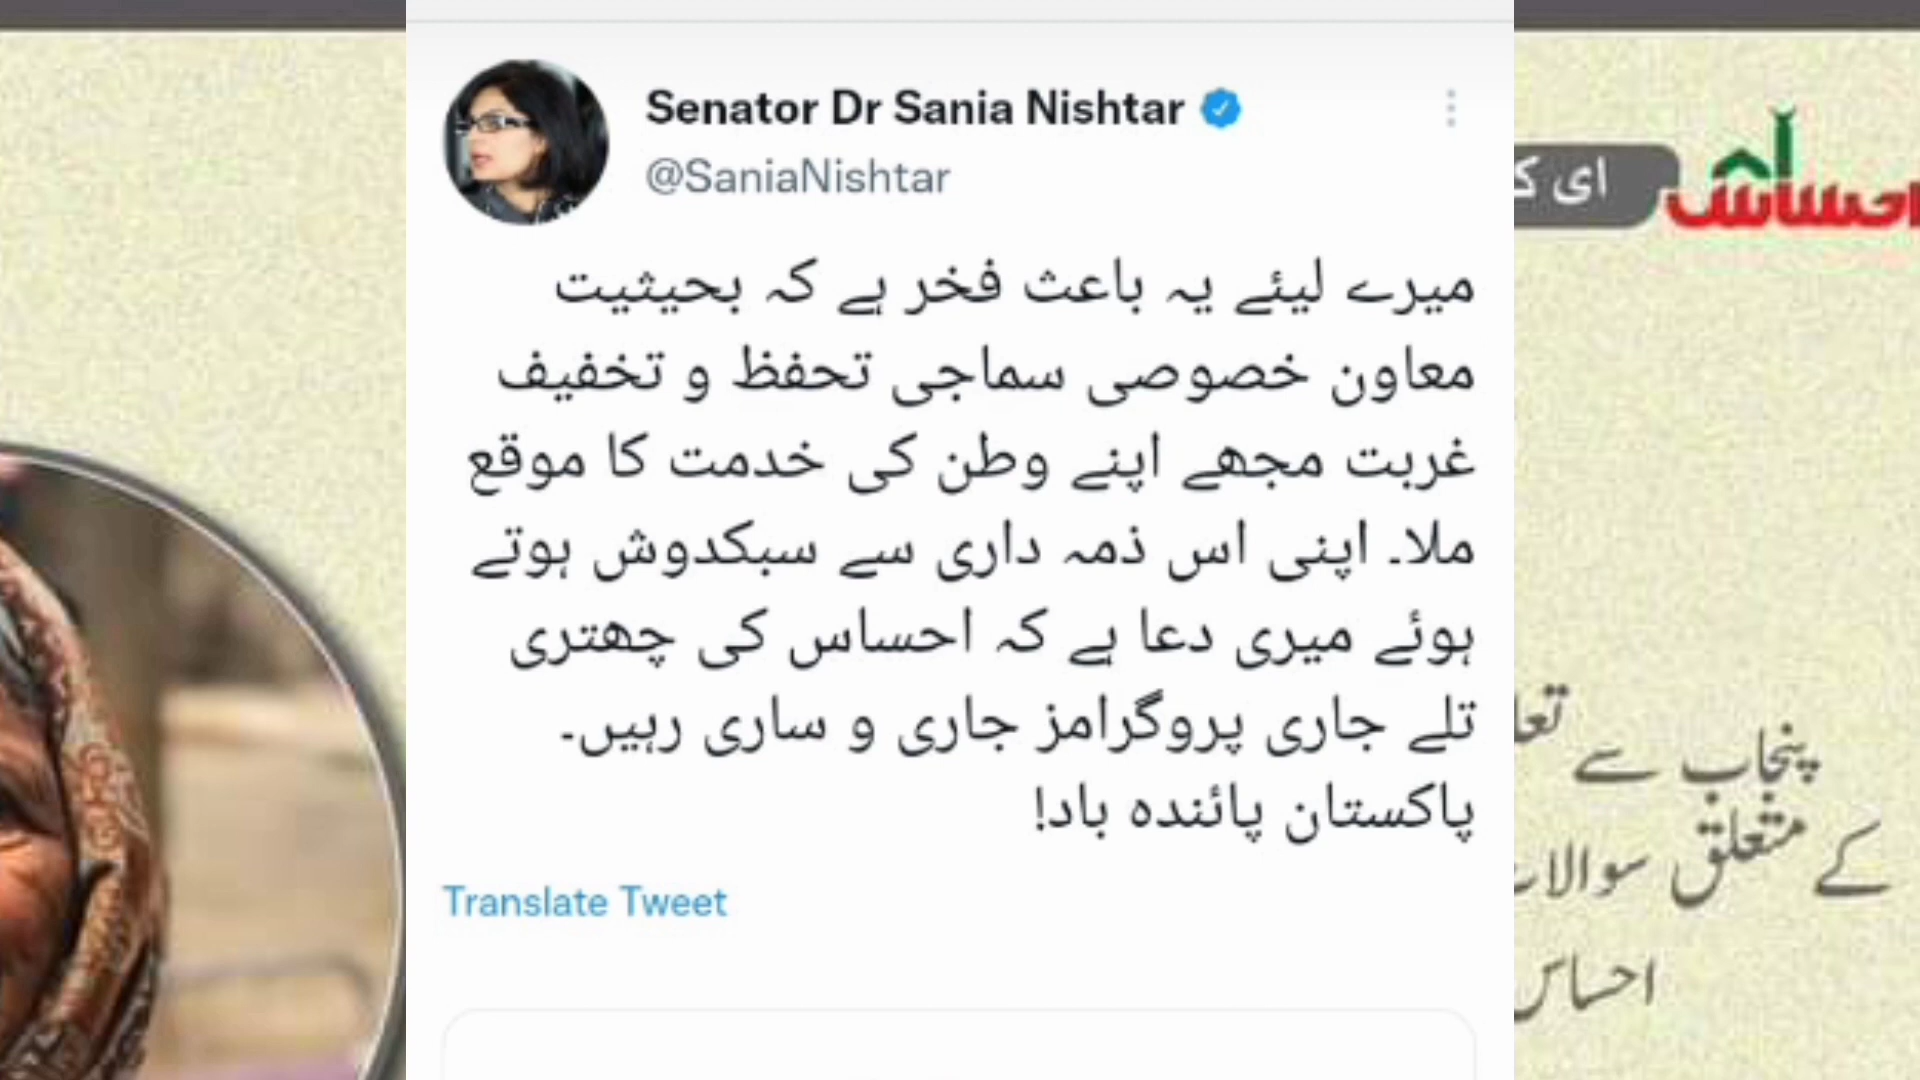 Senator Dr Sania Nishtar
@SaniaNishtar
میرے لیئے یہ باعث فخر ہے کہ بحیثیت
معاون خصوصی سماجی تحفظ و تخفیف
غربت مجھے اپنے وطن کی خدمت کا موقع
ملا۔ اپنی اس ذمہ داری سے سبکدوش ہوتے
ہوئے میری دعا ہے کہ احساس کی چھتری
تلے جاری پروگرامز جاری و ساری رہیں۔
پاکستان پائندہ باد!
Translate Tweet
احساس
ای
پنجاب سے
کے متعلق سوالات
احساس